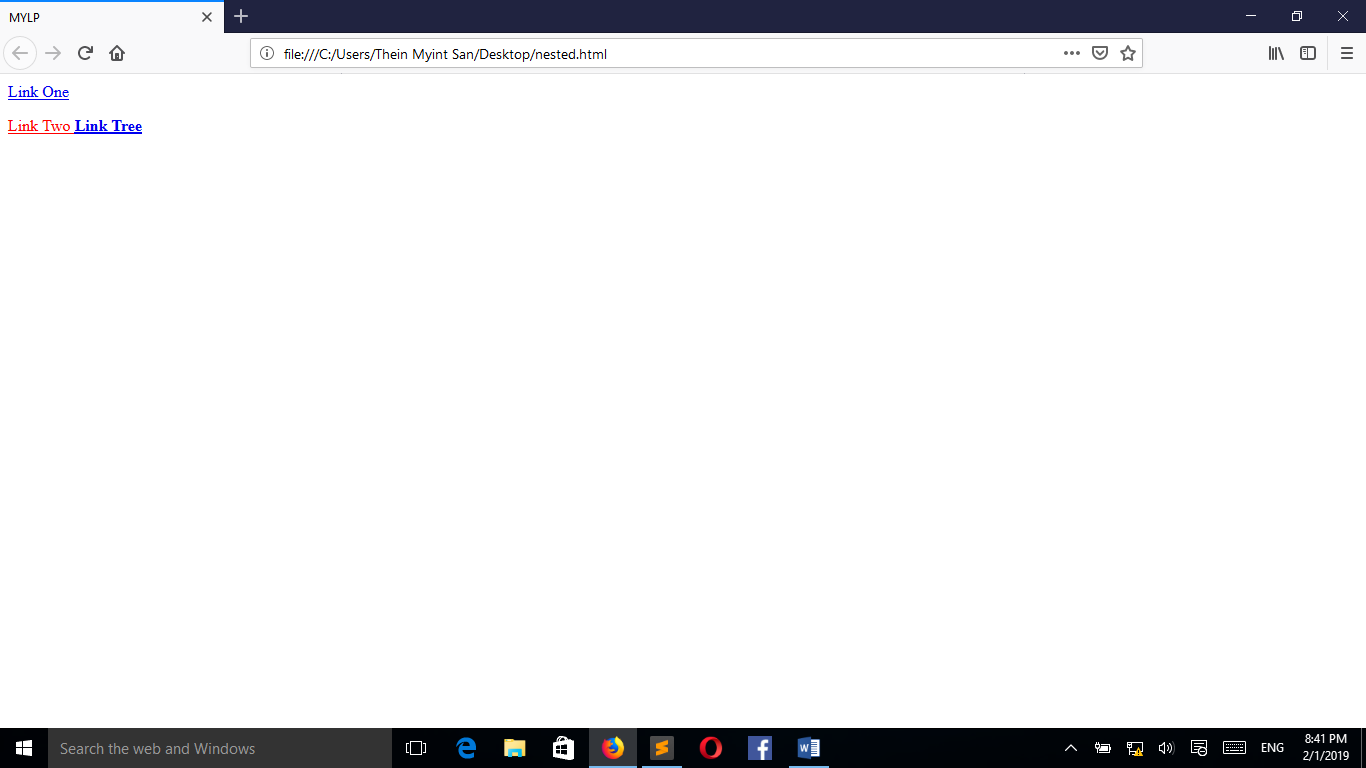 MYLP
file:///C:/Users/Thein Myint San/Desktop/nested.html
Link One
Link Two Link Tree
Search the web and Windows
ENG
8:41 PM
2/1/2019